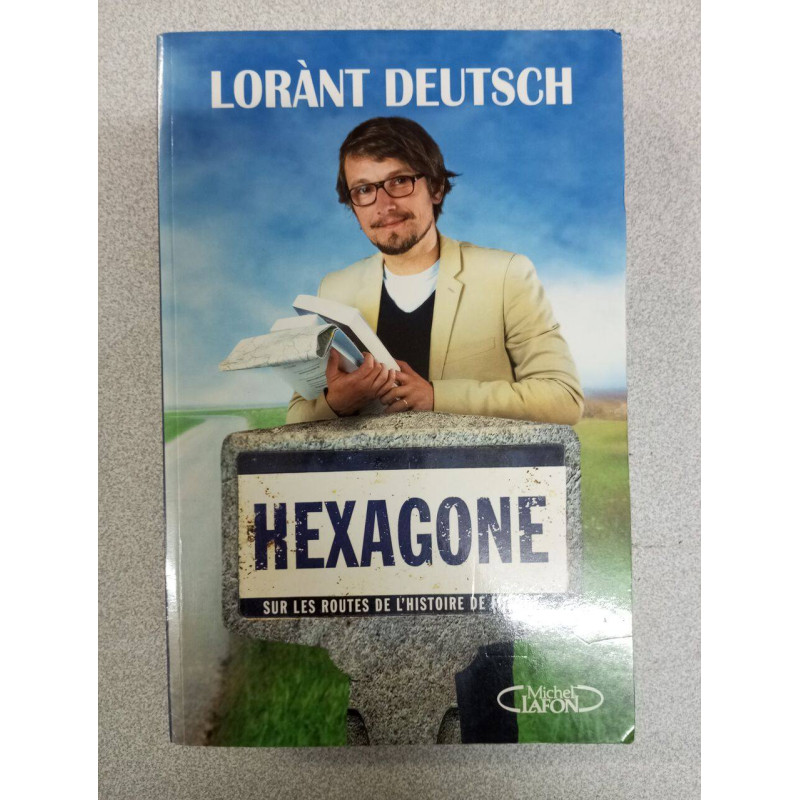 LORÀNT DEUTSCH
HEXAGONE
SUR LES ROUTES DE L'HISTOIRE DE
Michel
LAFON